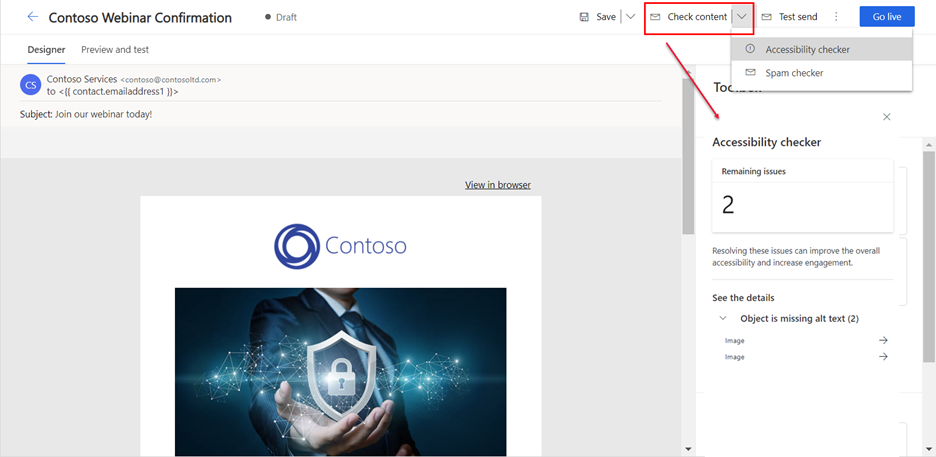 Contoso Webinar Confirmation
Draft
Save
Check content
Test send
Go live
Accessibility checker
Spam checker
Designer
Preview and test
CS
Contoso Services <contoso@contosoltd.com>
to <{{ contact.emailaddress1 }}>
Subject: Join our webinar today!
View in browser
Contoso
Accessibility checker
Remaining issues
2
Resolving these issues can improve the overall
accessibility and increase engagement.
See the details
Object is missing alt text (2)
Image
Image